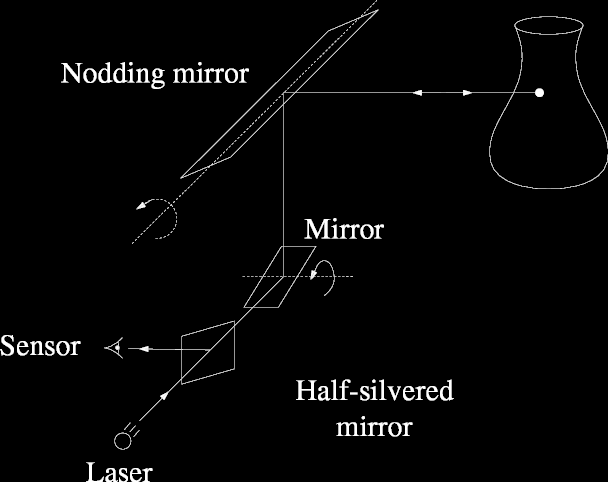 Nodding mirror
Mirror
Sensor
Half-silvered
mirror
Laser